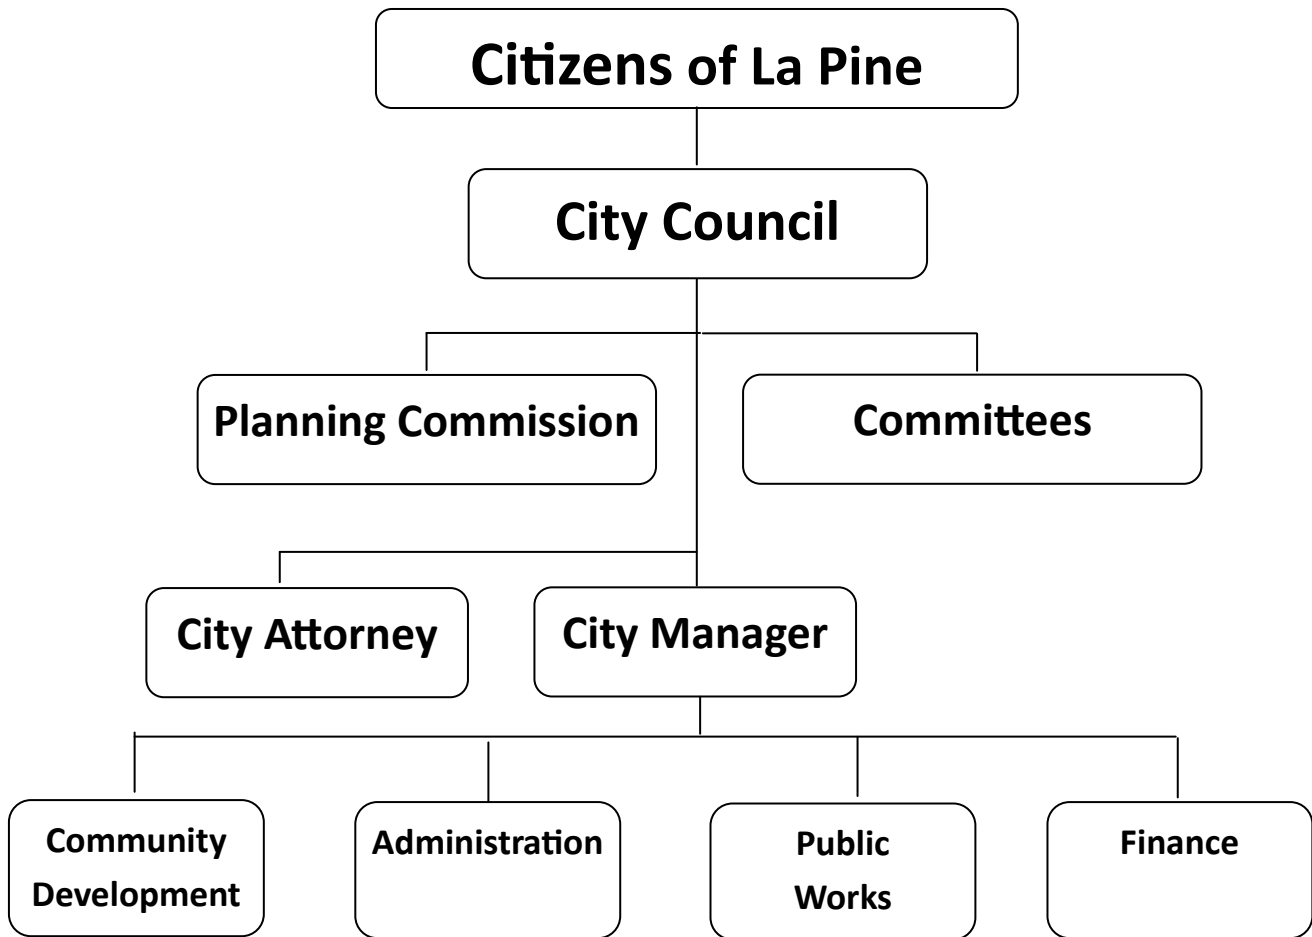 Citizens of La Pine
City Council
Planning Commission
Committees
City Attorney
City Manager
Community
Development
Administration
Public
Works
Finance